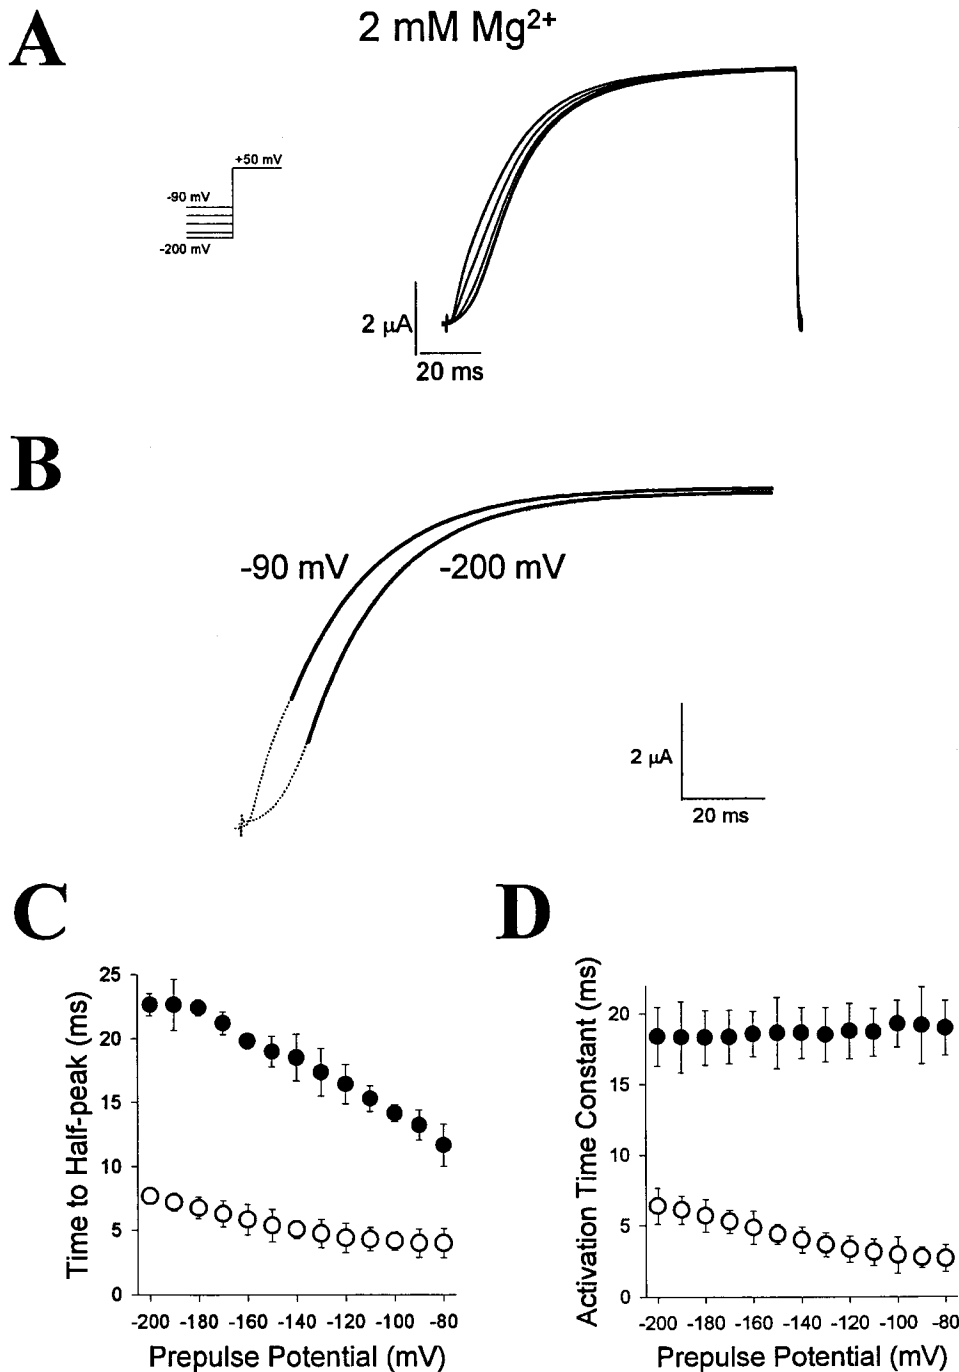 A
2 mM Mg²⁺
+50 mV
-90 mV
-200 mV
2 µA
20 ms
B
-90 mV
-200 mV
2 µA
20 ms
C
Time to Half-peak (ms)
25
20
15
10
5
0
-200 -180 -160 -140 -120 -100 -80
Prepulse Potential (mV)
D
Activation Time Constant (ms)
20
15
10
5
0
-200 -180 -160 -140 -120 -100 -80
Prepulse Potential (mV)